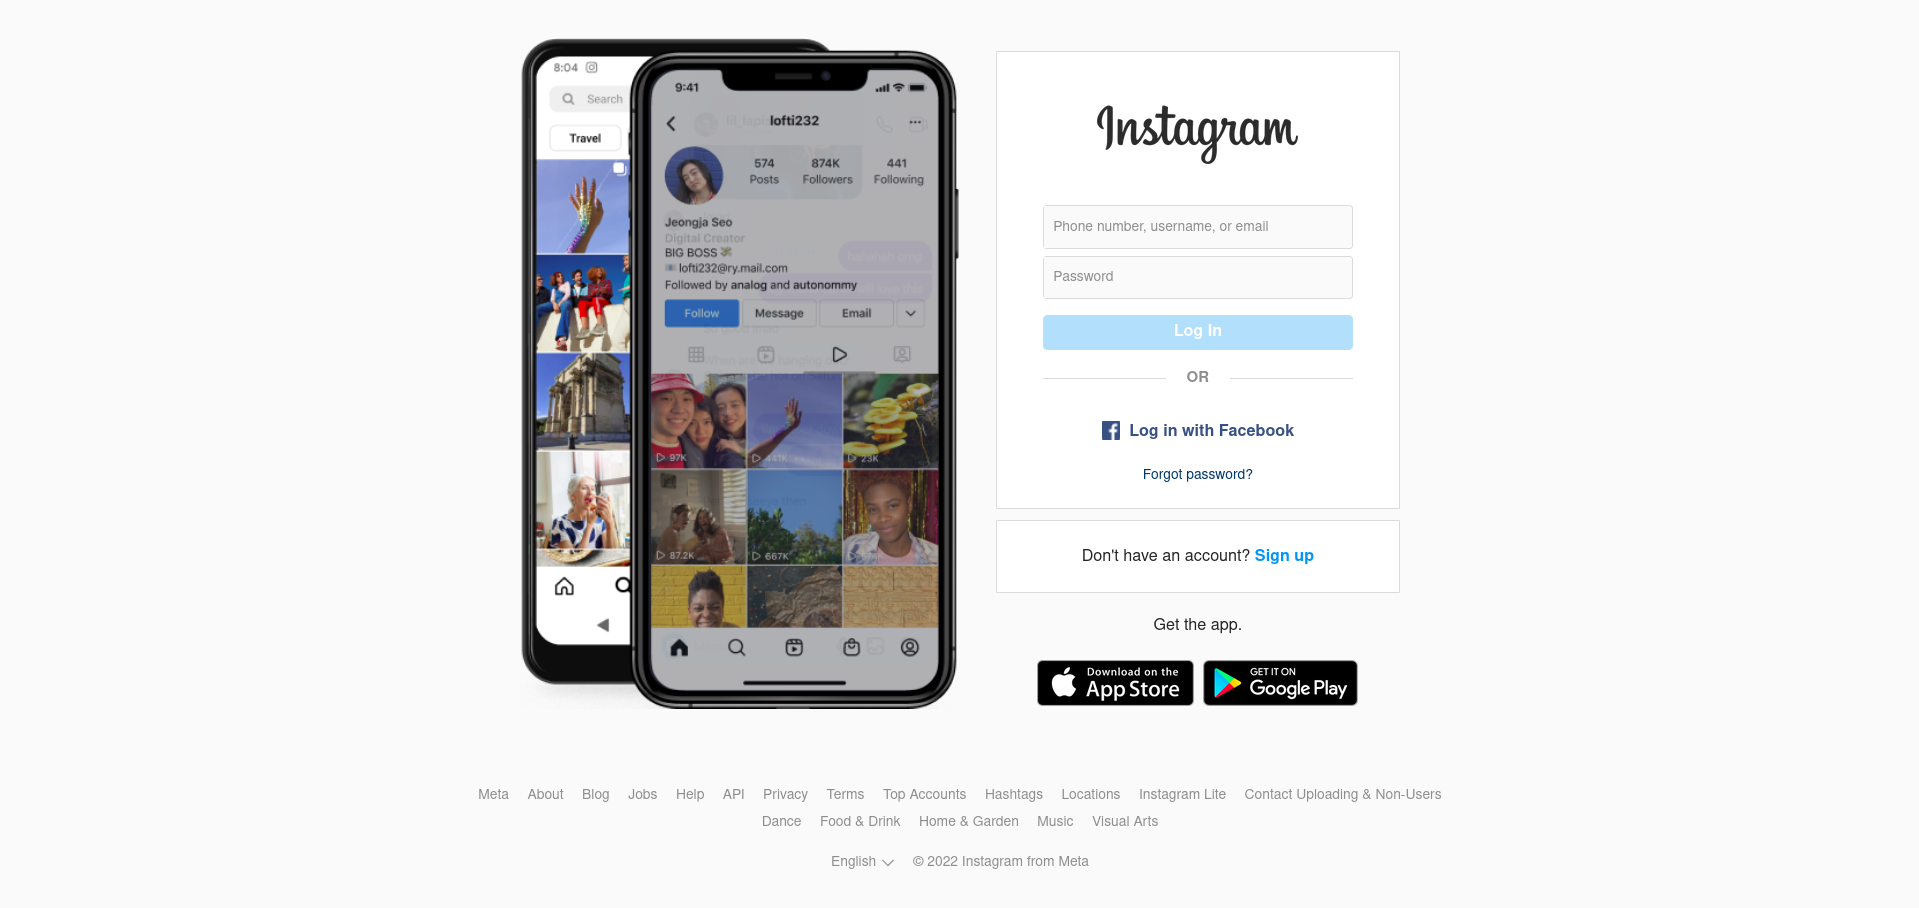 8:04
Search
Travel
9:41
lofti232
574
Posts
874K
Followers
441
Following
Jeongja Seo
Digital Creator
BIG BOSS
lofti232@ry.mail.com
Followed by analog and autonommy
Follow
Message
Email
97K
441K
23K
87.2K
667K
Instagram
Phone number, username, or email
Password
Log In
OR
Log in with Facebook
Forgot password?
Don't have an account? Sign up
Get the app.
Download on the
App Store
GET IT ON
Google Play
Meta About Blog Jobs Help API Privacy Terms Top Accounts Hashtags Locations Instagram Lite Contact Uploading & Non-Users
Dance Food & Drink Home & Garden Music Visual Arts
English © 2022 Instagram from Meta